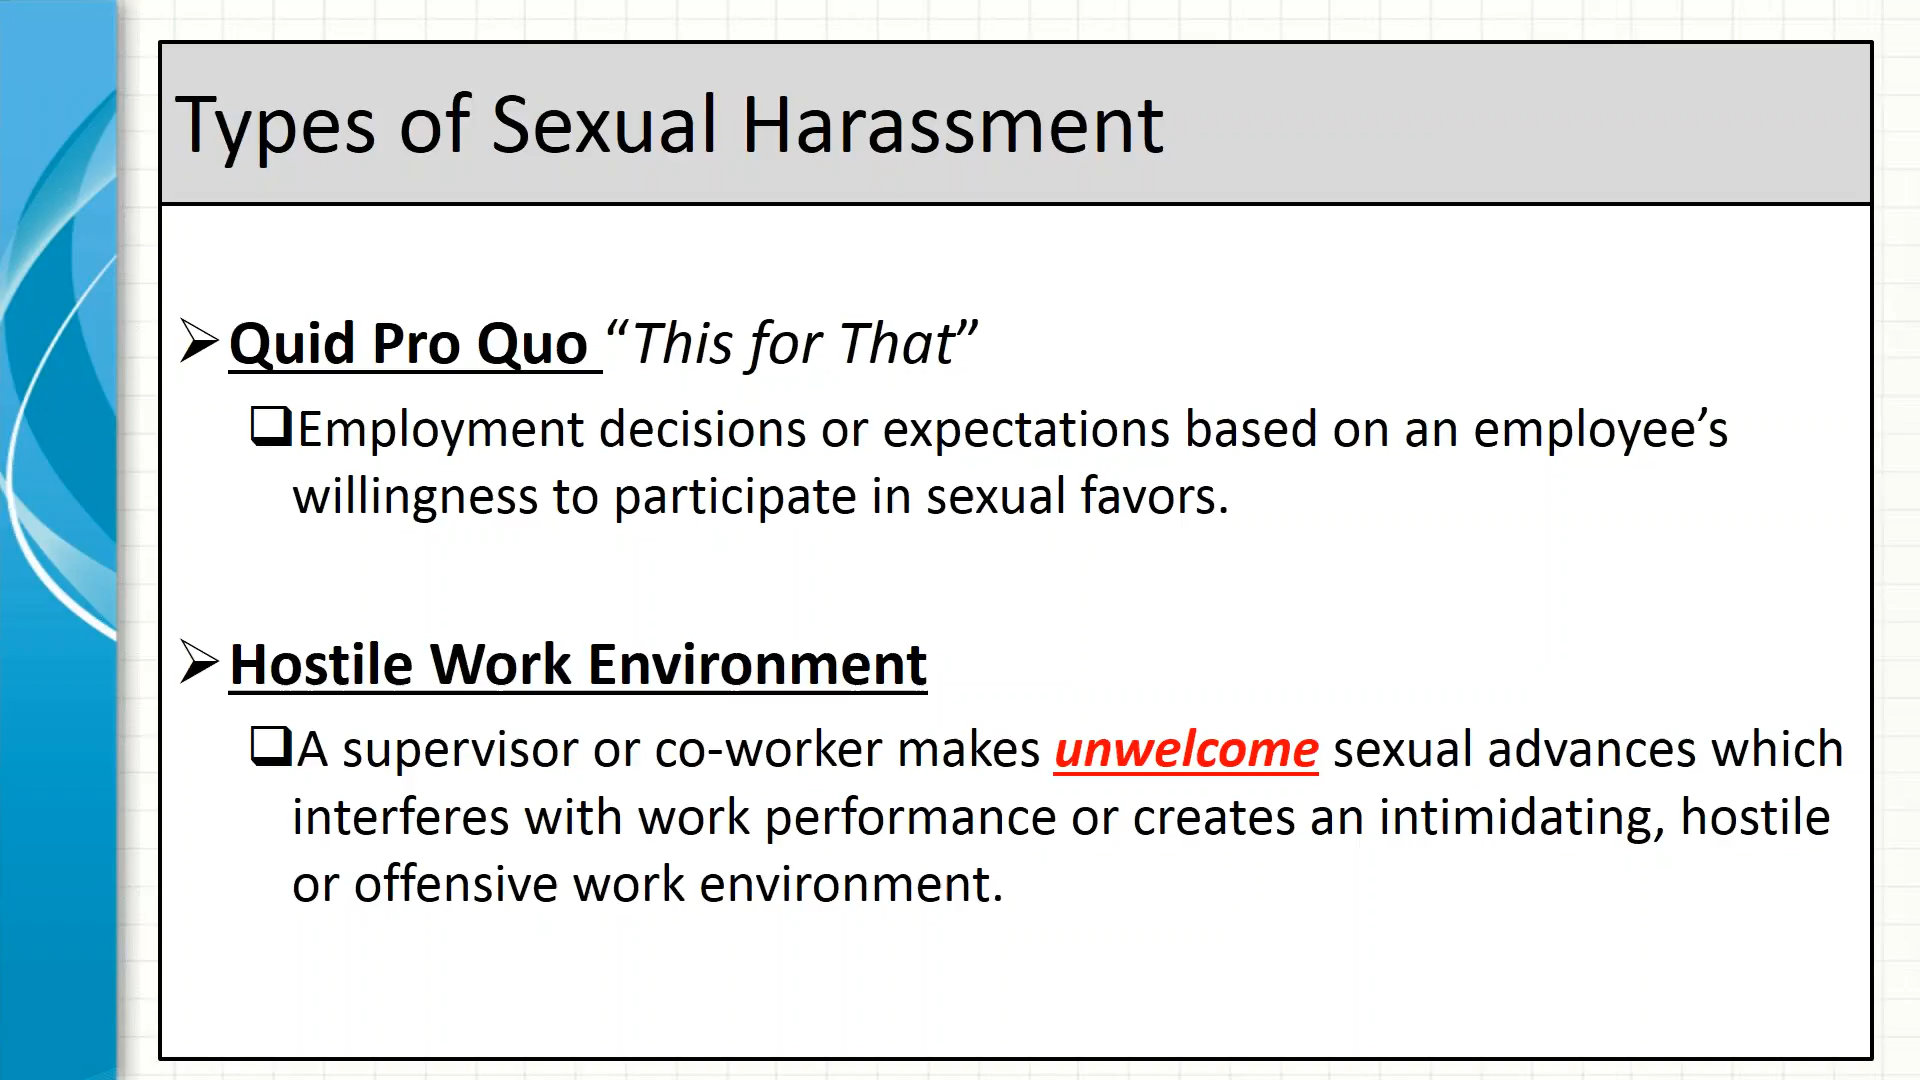 Types of Sexual Harassment
Quid Pro Quo “This for That”
Employment decisions or expectations based on an employee’s
willingness to participate in sexual favors.
Hostile Work Environment
A supervisor or co-worker makes unwelcome sexual advances which
interferes with work performance or creates an intimidating, hostile
or offensive work environment.